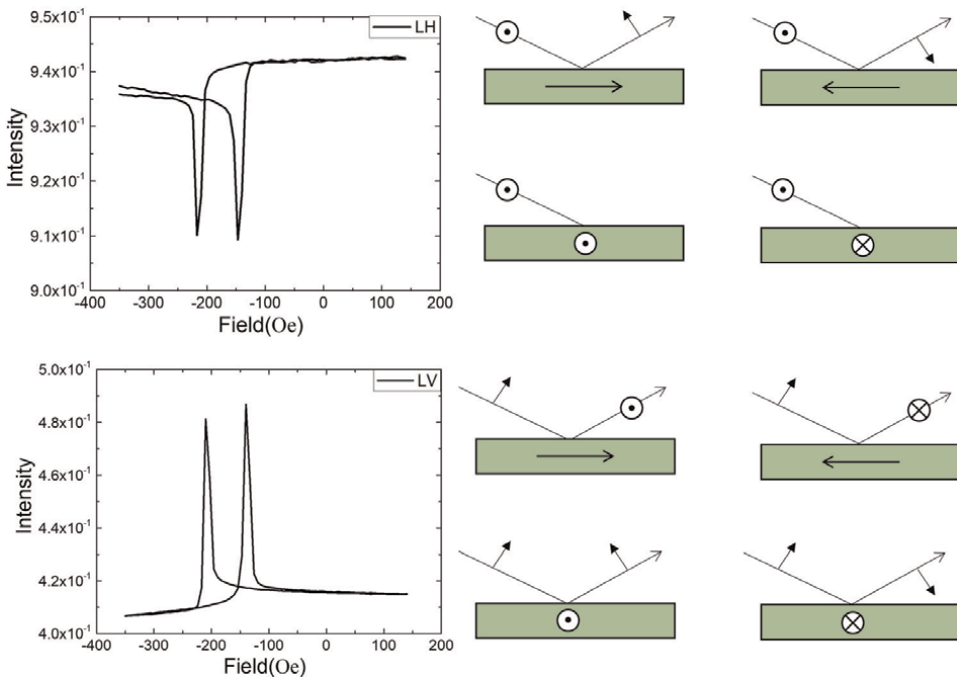 9.5x10⁻¹
LH
9.4x10⁻¹
9.3x10⁻¹
9.2x10⁻¹
9.1x10⁻¹
9.0x10⁻¹
Intensity
-400 -300 -200 -100 0 100 200
Field(Oe)
5.0x10⁻¹
LV
4.8x10⁻¹
4.6x10⁻¹
4.4x10⁻¹
4.2x10⁻¹
4.0x10⁻¹
Intensity
-400 -300 -200 -100 0 100 200
Field(Oe)